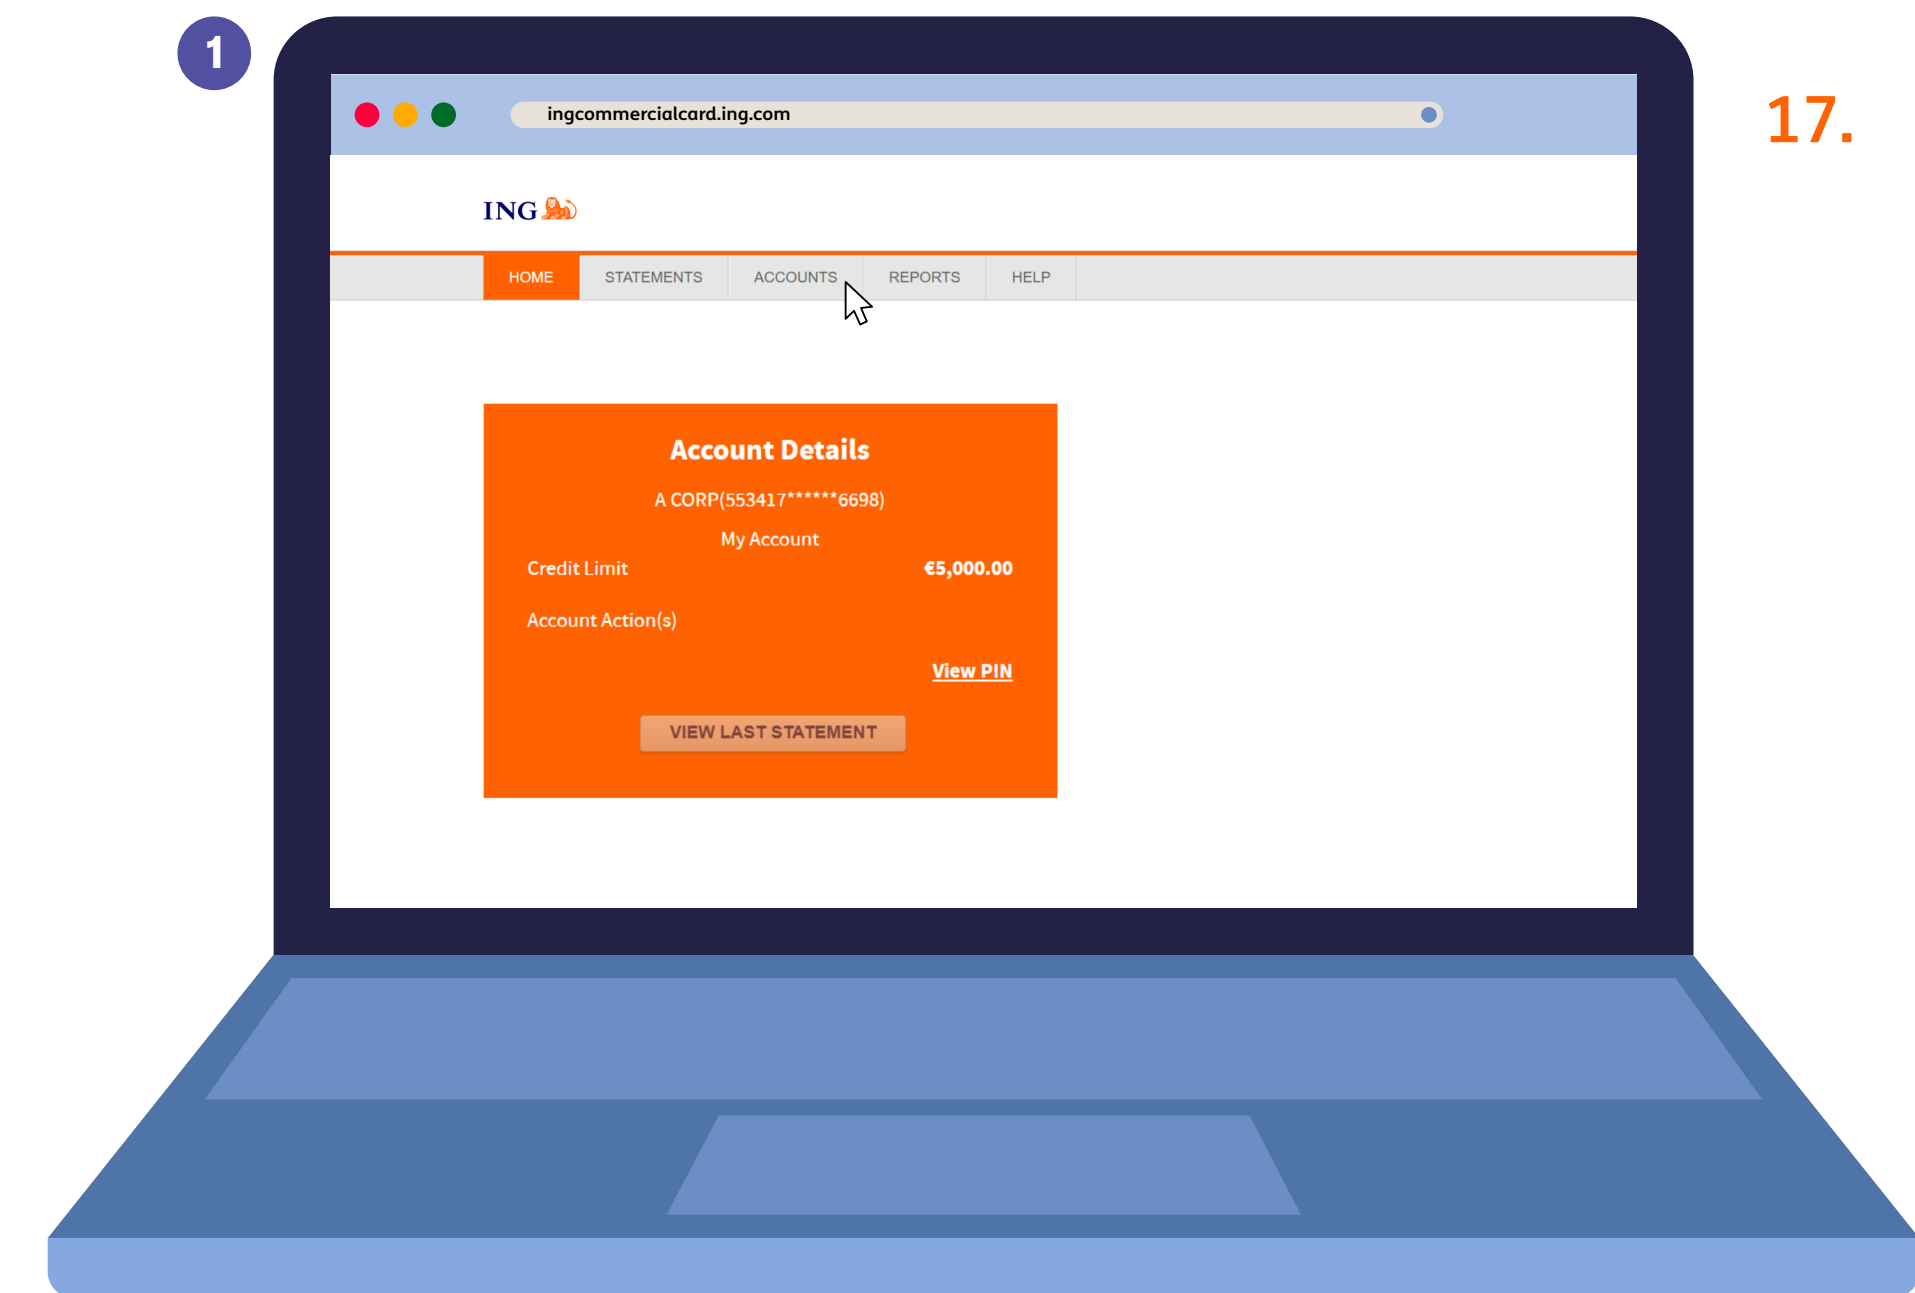 1
17.
ingcommercialcard.ing.com
ING
HOME STATEMENTS ACCOUNTS REPORTS HELP
Account Details
A CORP(553417******6698)
My Account
Credit Limit €5,000.00
Account Action(s)
View PIN
VIEW LAST STATEMENT